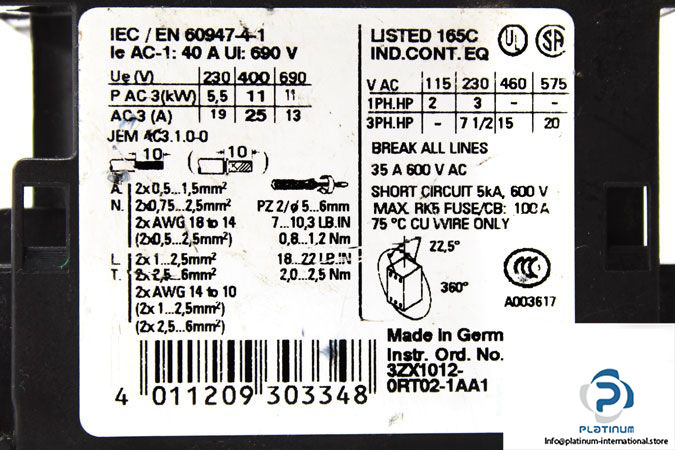 IEC / EN 60947-4-1
Ie AC-1: 40 A Ui: 690 V
Ue (V) 230 400 690
P AC 3(kW) 5,5 11 11
AC 3 (A) 19 25 13
JEM 4C3.1.0-0
10 10
A. 2x0,5...1,5mm²
N. 2x0,75...2,5mm² PZ 2/ø 5...6mm
2x AWG 18 to 14 7...10,3 LB.IN
(2x0,5...2,5mm²) 0,8...1,2 Nm
L. 2x 1...2,5mm² 18...22 LB.IN
T. 2x 2,5...6mm² 2,0...2,5 Nm
2x AWG 14 to 10
(2x 1...2,5mm²)
(2x 2,5...6mm²)
4 011209 303348
LISTED 165C
IND.CONT. EQ
UL SA
V AC 115 230 460 575
1PH.HP 2 3 - -
3PH.HP - 7 1/2 15 20
BREAK ALL LINES
35 A 600 V AC
SHORT CIRCUIT 5kA, 600 V
MAX. RK5 FUSE/CB: 100A
75 °C CU WIRE ONLY
22,5°
360°
CCC
A003617
Made in Germ
Instr. Ord. No.
3ZX1012-
0RT02-1AA1
PLATINUM
info@platinum-international.store